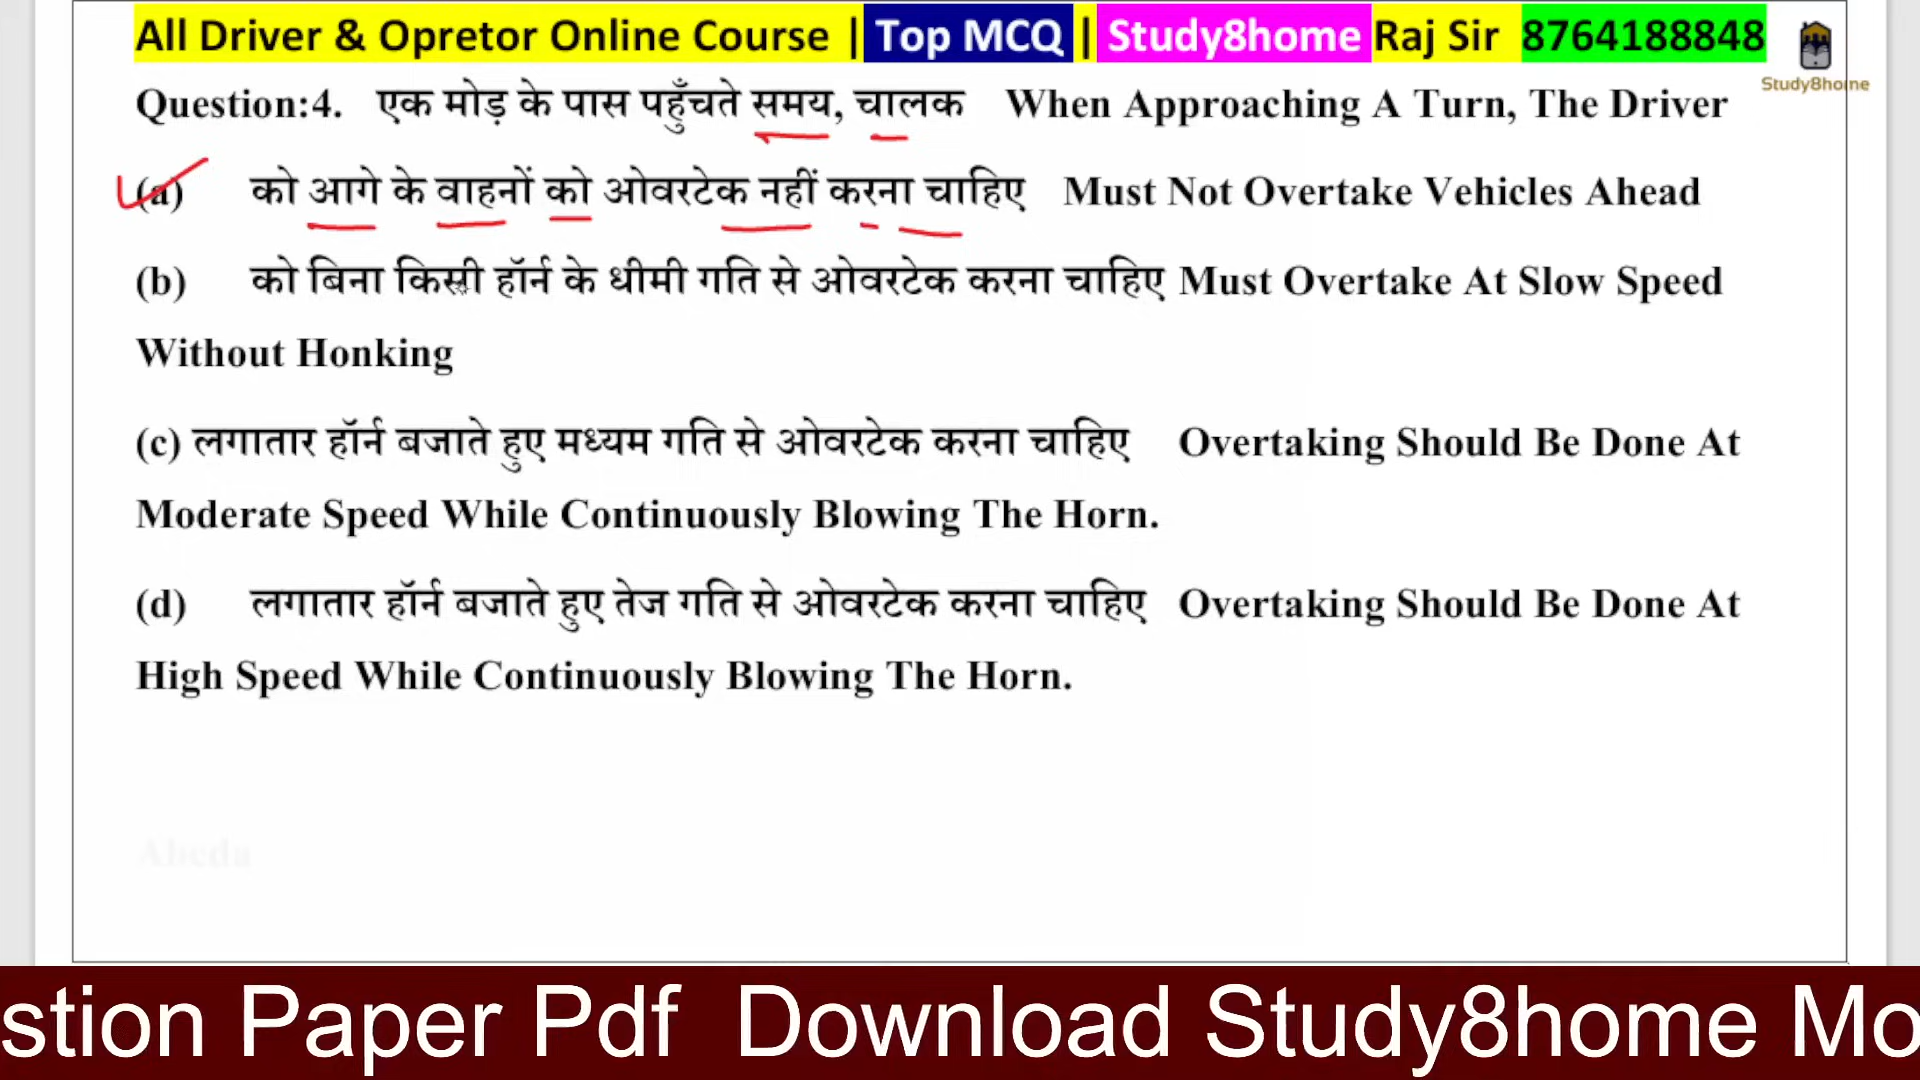 All Driver & Opretor Online Course | Top MCQ | Study8home Raj Sir 8764188848
Study8home
Question:4. एक मोड़ के पास पहुँचते समय, चालक When Approaching A Turn, The Driver
(a) को आगे के वाहनों को ओवरटेक नहीं करना चाहिए Must Not Overtake Vehicles Ahead
(b) को बिना किसी हॉर्न के धीमी गति से ओवरटेक करना चाहिए Must Overtake At Slow Speed
Without Honking
(c) लगातार हॉर्न बजाते हुए मध्यम गति से ओवरटेक करना चाहिए Overtaking Should Be Done At
Moderate Speed While Continuously Blowing The Horn.
(d) लगातार हॉर्न बजाते हुए तेज गति से ओवरटेक करना चाहिए Overtaking Should Be Done At
High Speed While Continuously Blowing The Horn.
stion Paper Pdf Download Study8home Mo